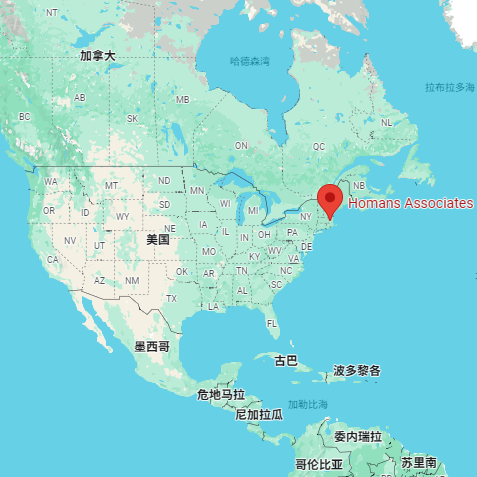 NT
加拿大
哈德森湾
拉布拉多海
AB
MB
BC
SK
NL
ON
QC
NB
WA
MT
ND
MN
OR
ID
SD
WI
MI
Homans Associates
WY
NY
NE
IA
NV
UT
美国
IL
IN
OH
PA
MO
WV
DE
CA
KY
VA
OK
AR
TN
NC
AZ
NM
SC
TX
AL
LA
FL
墨西哥
古巴
波多黎各
危地马拉
加勒比海
尼加拉瓜
委内瑞拉
哥伦比亚
苏里南